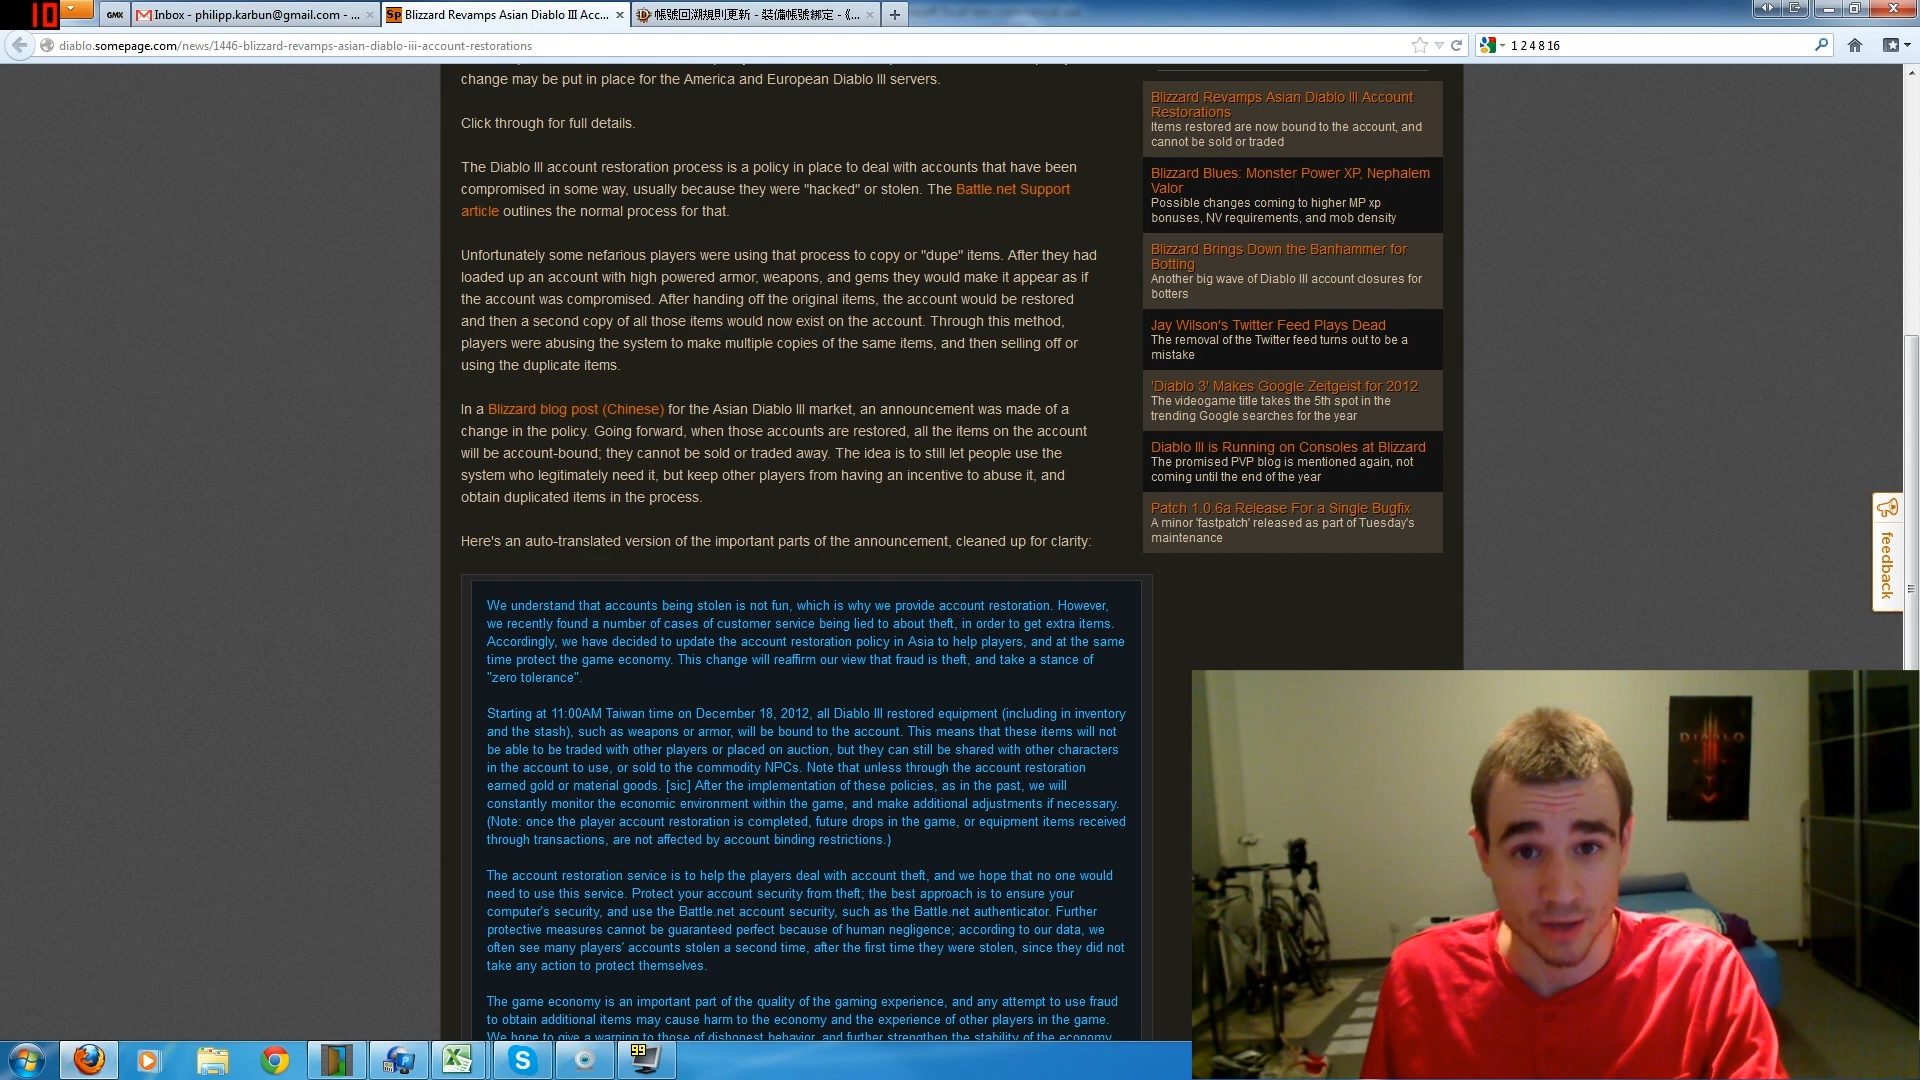 10
GMX
Inbox - philipp.karbun@gmail.com - ...
Sp Blizzard Revamps Asian Diablo III Acc...
帳號回溯規則更新 - 裝備帳號綁定 - 《...
diablo.somepage.com/news/1446-blizzard-revamps-asian-diablo-iii-account-restorations
1 2 4 8 16
change may be put in place for the America and European Diablo III servers.
Click through for full details.
The Diablo III account restoration process is a policy in place to deal with accounts that have been
compromised in some way, usually because they were "hacked" or stolen. The Battle.net Support
article outlines the normal process for that.
Unfortunately some nefarious players were using that process to copy or "dupe" items. After they had
loaded up an account with high powered armor, weapons, and gems they would make it appear as if
the account was compromised. After handing off the original items, the account would be restored
and then a second copy of all those items would now exist on the account. Through this method,
players were abusing the system to make multiple copies of the same items, and then selling off or
using the duplicate items.
In a Blizzard blog post (Chinese) for the Asian Diablo III market, an announcement was made of a
change in the policy. Going forward, when those accounts are restored, all the items on the account
will be account-bound; they cannot be sold or traded away. The idea is to still let people use the
system who legitimately need it, but keep other players from having an incentive to abuse it, and
obtain duplicated items in the process.
Here's an auto-translated version of the important parts of the announcement, cleaned up for clarity:
We understand that accounts being stolen is not fun, which is why we provide account restoration. However,
we recently found a number of cases of customer service being lied to about theft, in order to get extra items.
Accordingly, we have decided to update the account restoration policy in Asia to help players, and at the same
time protect the game economy. This change will reaffirm our view that fraud is theft, and take a stance of
"zero tolerance".
Starting at 11:00AM Taiwan time on December 18, 2012, all Diablo III restored equipment (including in inventory
and the stash), such as weapons or armor, will be bound to the account. This means that these items will not
be able to be traded with other players or placed on auction, but they can still be shared with other characters
in the account to use, or sold to the commodity NPCs. Note that unless through the account restoration
earned gold or material goods. [sic] After the implementation of these policies, as in the past, we will
constantly monitor the economic environment within the game, and make additional adjustments if necessary.
(Note: once the player account restoration is completed, future drops in the game, or equipment items received
through transactions, are not affected by account binding restrictions.)
The account restoration service is to help the players deal with account theft, and we hope that no one would
need to use this service. Protect your account security from theft; the best approach is to ensure your
computer's security, and use the Battle.net account security, such as the Battle.net authenticator. Further
protective measures cannot be guaranteed perfect because of human negligence; according to our data, we
often see many players' accounts stolen a second time, after the first time they were stolen, since they did not
take any action to protect themselves.
The game economy is an important part of the quality of the gaming experience, and any attempt to use fraud
to obtain additional items may cause harm to the economy and the experience of other players in the game.
We hope to give a warning to those of dishonest behavior, and further strengthen the stability of the economy
Blizzard Revamps Asian Diablo III Account
Restorations
Items restored are now bound to the account, and
cannot be sold or traded
Blizzard Blues: Monster Power XP, Nephalem
Valor
Possible changes coming to higher MP xp
bonuses, NV requirements, and mob density
Blizzard Brings Down the Banhammer for
Botting
Another big wave of Diablo III account closures for
botters
Jay Wilson's Twitter Feed Plays Dead
The removal of the Twitter feed turns out to be a
mistake
'Diablo 3' Makes Google Zeitgeist for 2012
The videogame title takes the 5th spot in the
trending Google searches for the year
Diablo III is Running on Consoles at Blizzard
The promised PVP blog is mentioned again, not
coming until the end of the year
Patch 1.0.6a Release For a Single Bugfix
A minor 'fastpatch' released as part of Tuesday's
maintenance
feedback
DIABLO
99